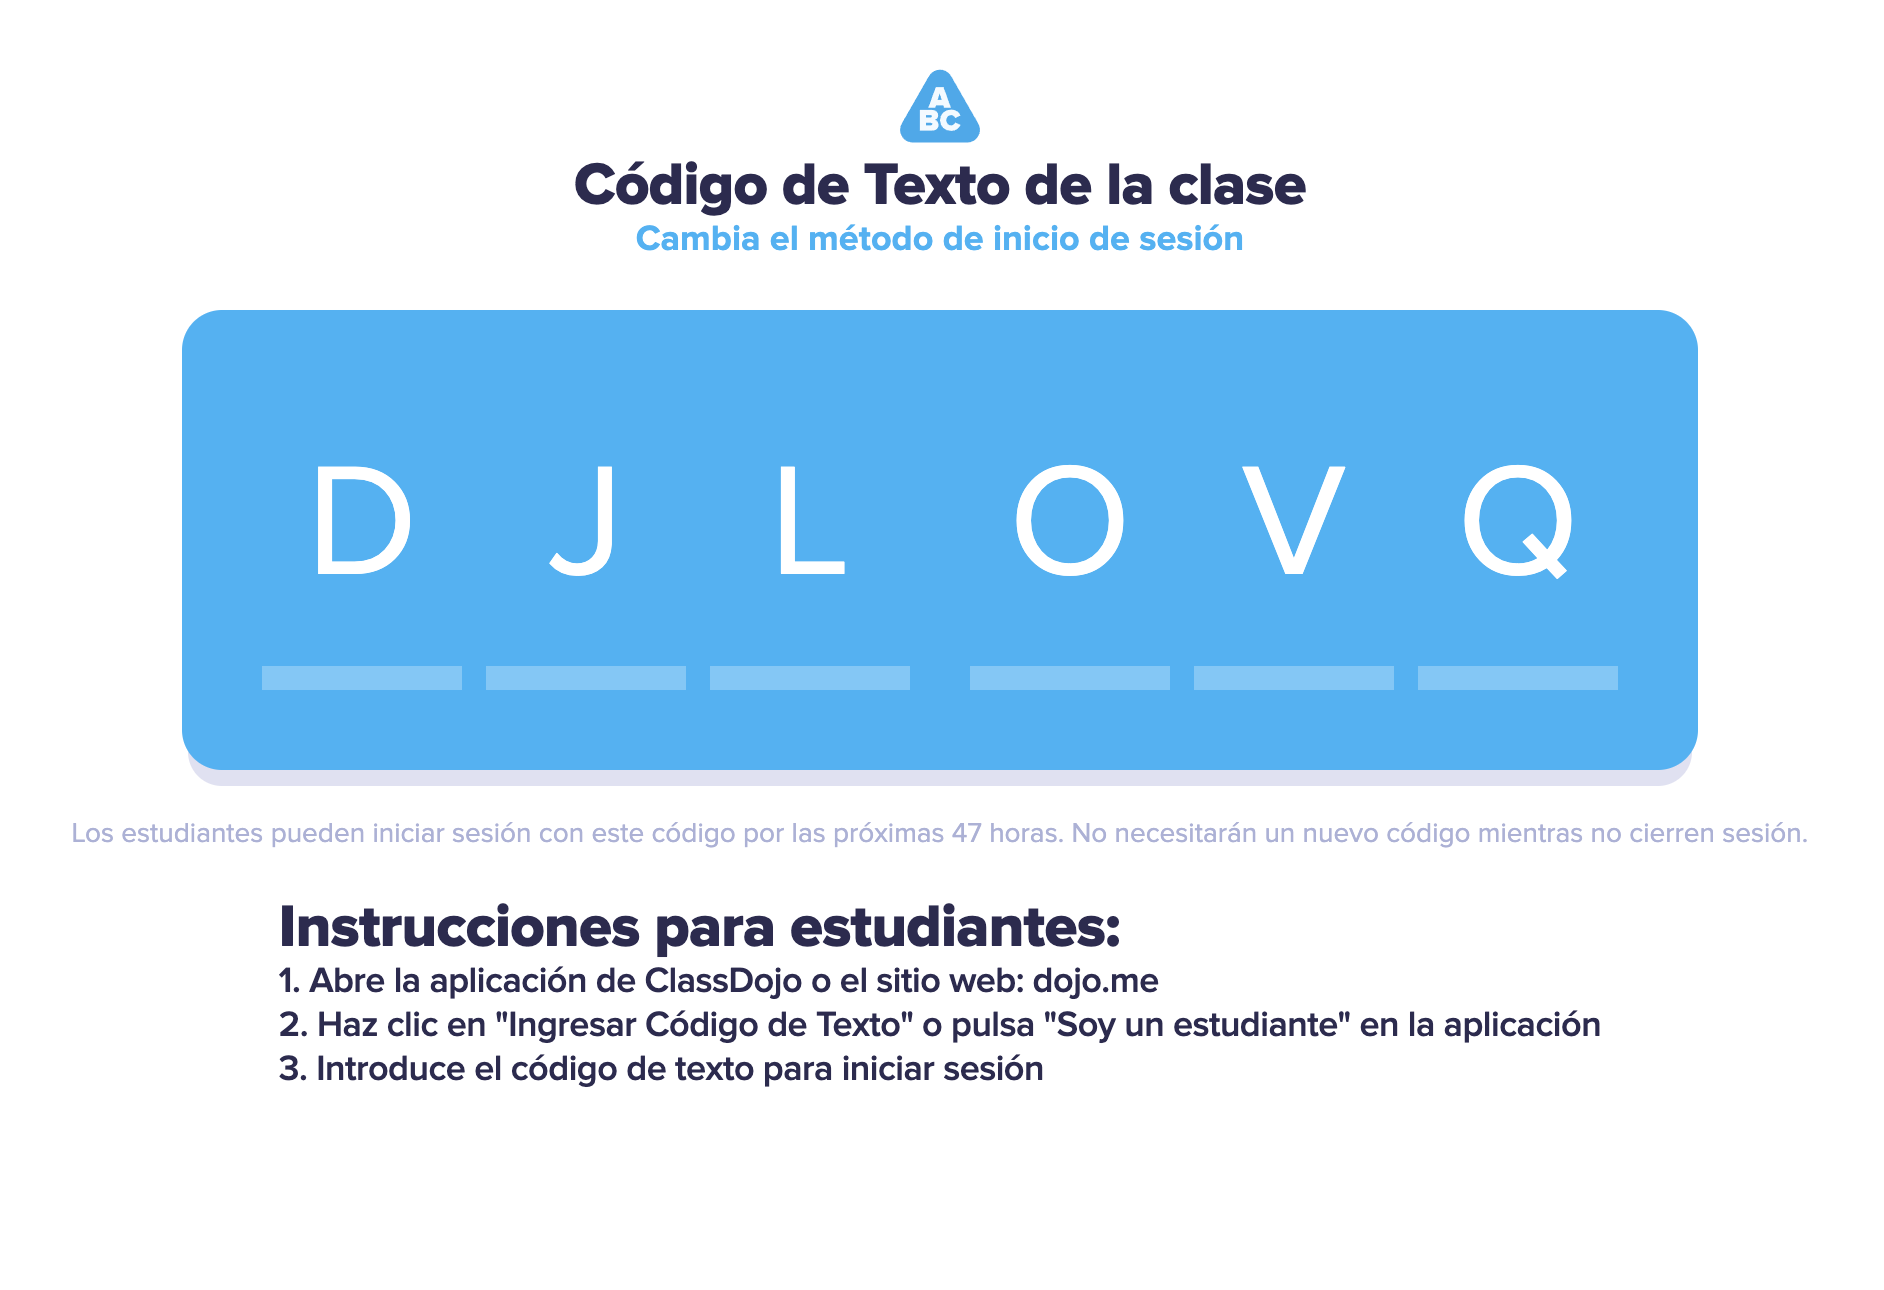 A
BC
Código de Texto de la clase
Cambia el método de inicio de sesión
D J L O V Q
Los estudiantes pueden iniciar sesión con este código por las próximas 47 horas. No necesitarán un nuevo código mientras no cierren sesión.
Instrucciones para estudiantes:
1. Abre la aplicación de ClassDojo o el sitio web: dojo.me
2. Haz clic en "Ingresar Código de Texto" o pulsa "Soy un estudiante" en la aplicación
3. Introduce el código de texto para iniciar sesión